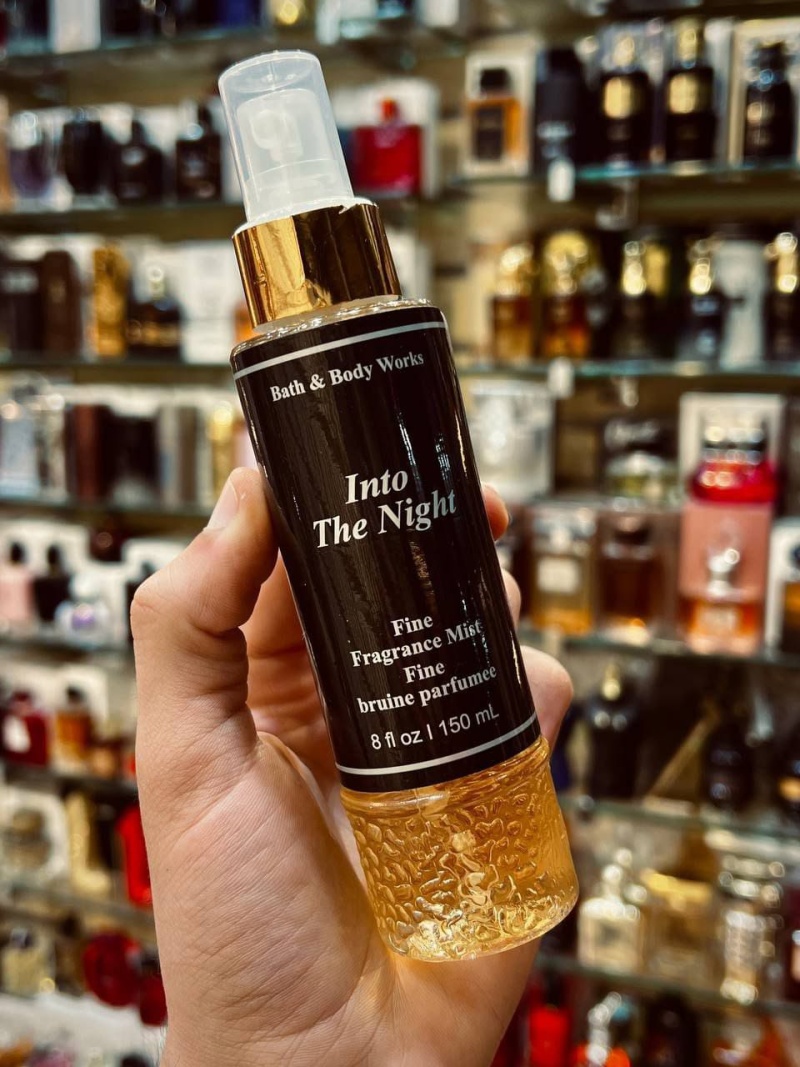 Bath & Body Works
Into
The Night
Fine
Fragrance Mist
Fine
bruine parfumee
8 fl oz | 150 mL